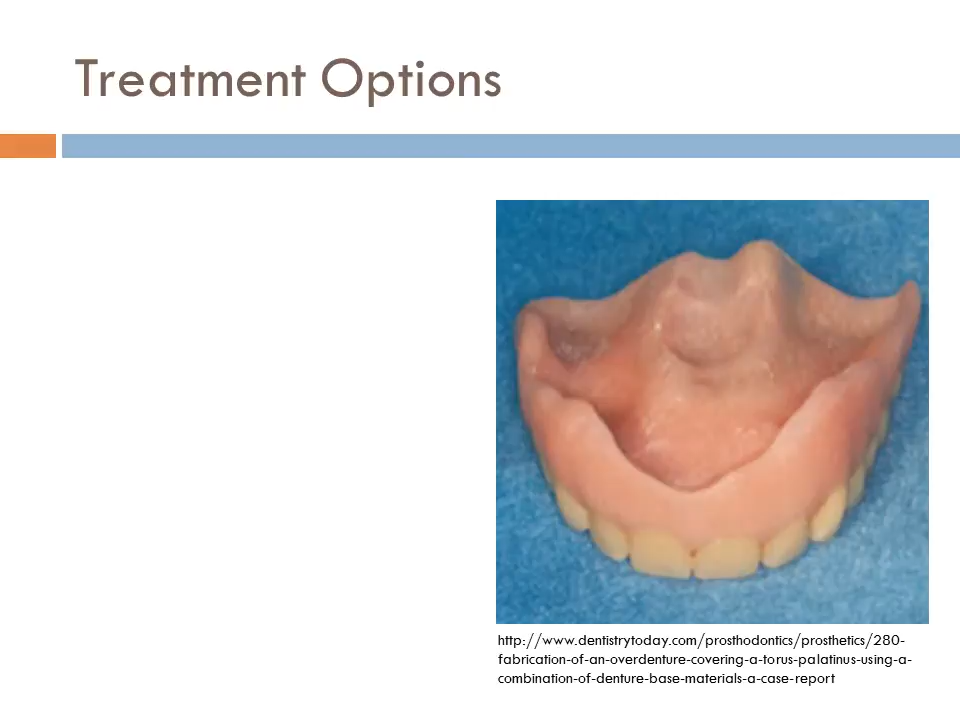 Treatment Options
http://www.dentistrytoday.com/prosthodontics/prosthetics/280-
fabrication-of-an-overdenture-covering-a-torus-palatinus-using-a-
combination-of-denture-base-materials-a-case-report